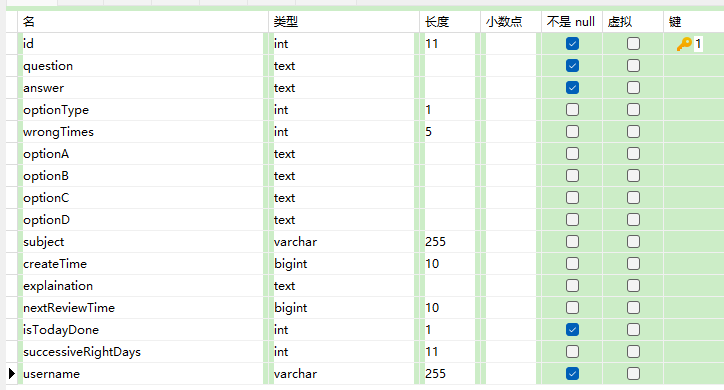 名 类型 长度 小数点 不是 null 虚拟 键
id int 11 1
question text
answer text
optionType int 1
wrongTimes int 5
optionA text
optionB text
optionC text
optionD text
subject varchar 255
createTime bigint 10
explaination text
nextReviewTime bigint 10
isTodayDone int 1
successiveRightDays int 11
username varchar 255